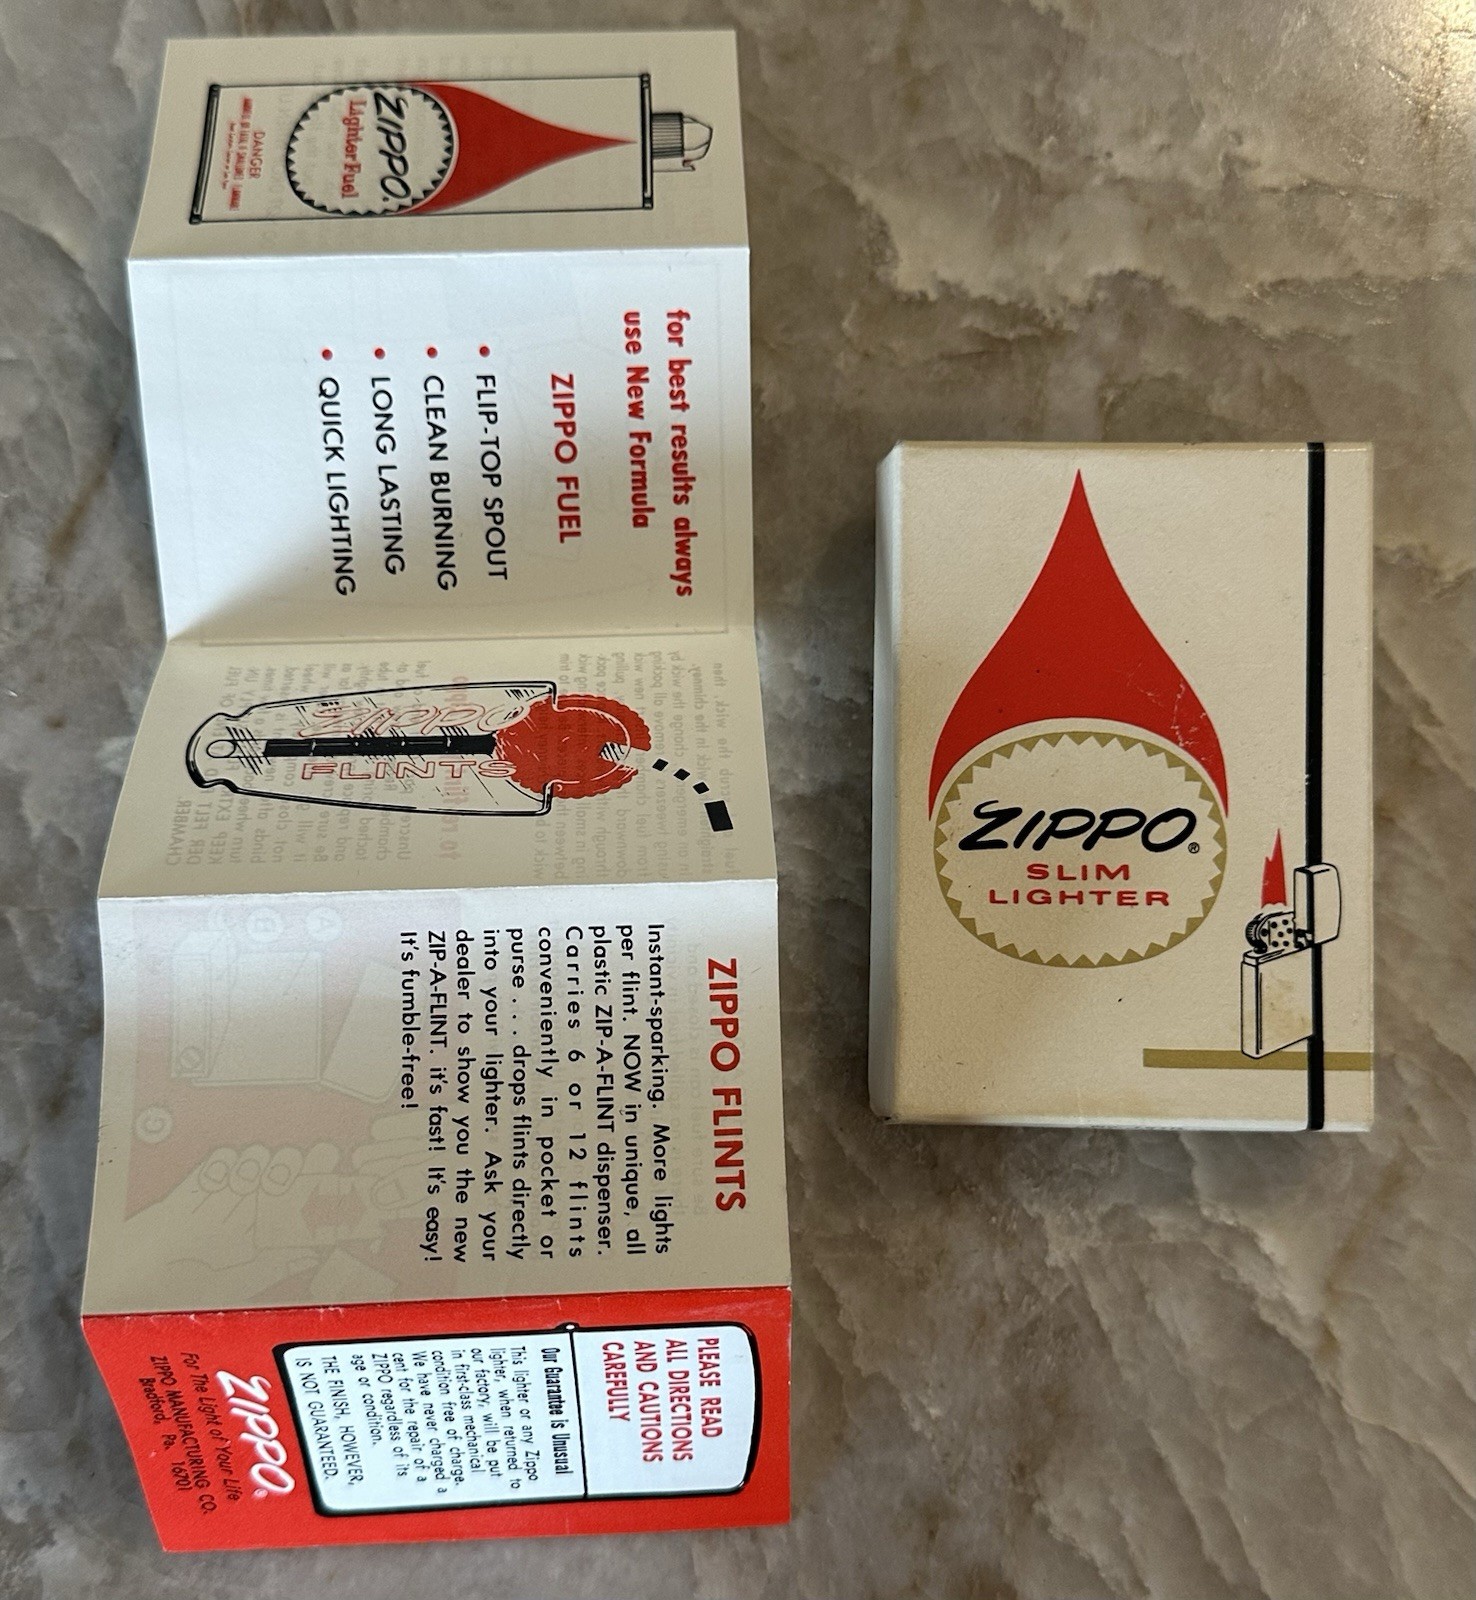 ZIPPO.
Lighter Fuel
DANGER
for best results always
use New Formula
ZIPPO FUEL
• FLIP-TOP SPOUT
• CLEAN BURNING
• LONG LASTING
• QUICK LIGHTING
ZIPPO
FLINTS
ZIPPO FLINTS
Instant-sparking. More lights
per flint. NOW in unique, all
plastic ZIP-A-FLINT dispenser.
Carries 6 or 12 flints
conveniently in pocket or
purse . . . drops flints directly
into your lighter. Ask your
dealer to show you the new
ZIP-A-FLINT. it's fast! It's easy!
It's fumble-free!
PLEASE READ
ALL DIRECTIONS
AND CAUTIONS
CAREFULLY
Our Guarantee is Unusual
This lighter or any Zippo
lighter, when returned to
our factory, will be put
in first-class mechanical
condition free of charge.
We have never charged a
cent for the repair of a
ZIPPO regardless of its
age or condition.
THE FINISH, HOWEVER,
IS NOT GUARANTEED.
ZIPPO®
For The Light of Your Life
ZIPPO MANUFACTURING CO.
Bradford, Pa. 16701
ZIPPO®
SLIM
LIGHTER